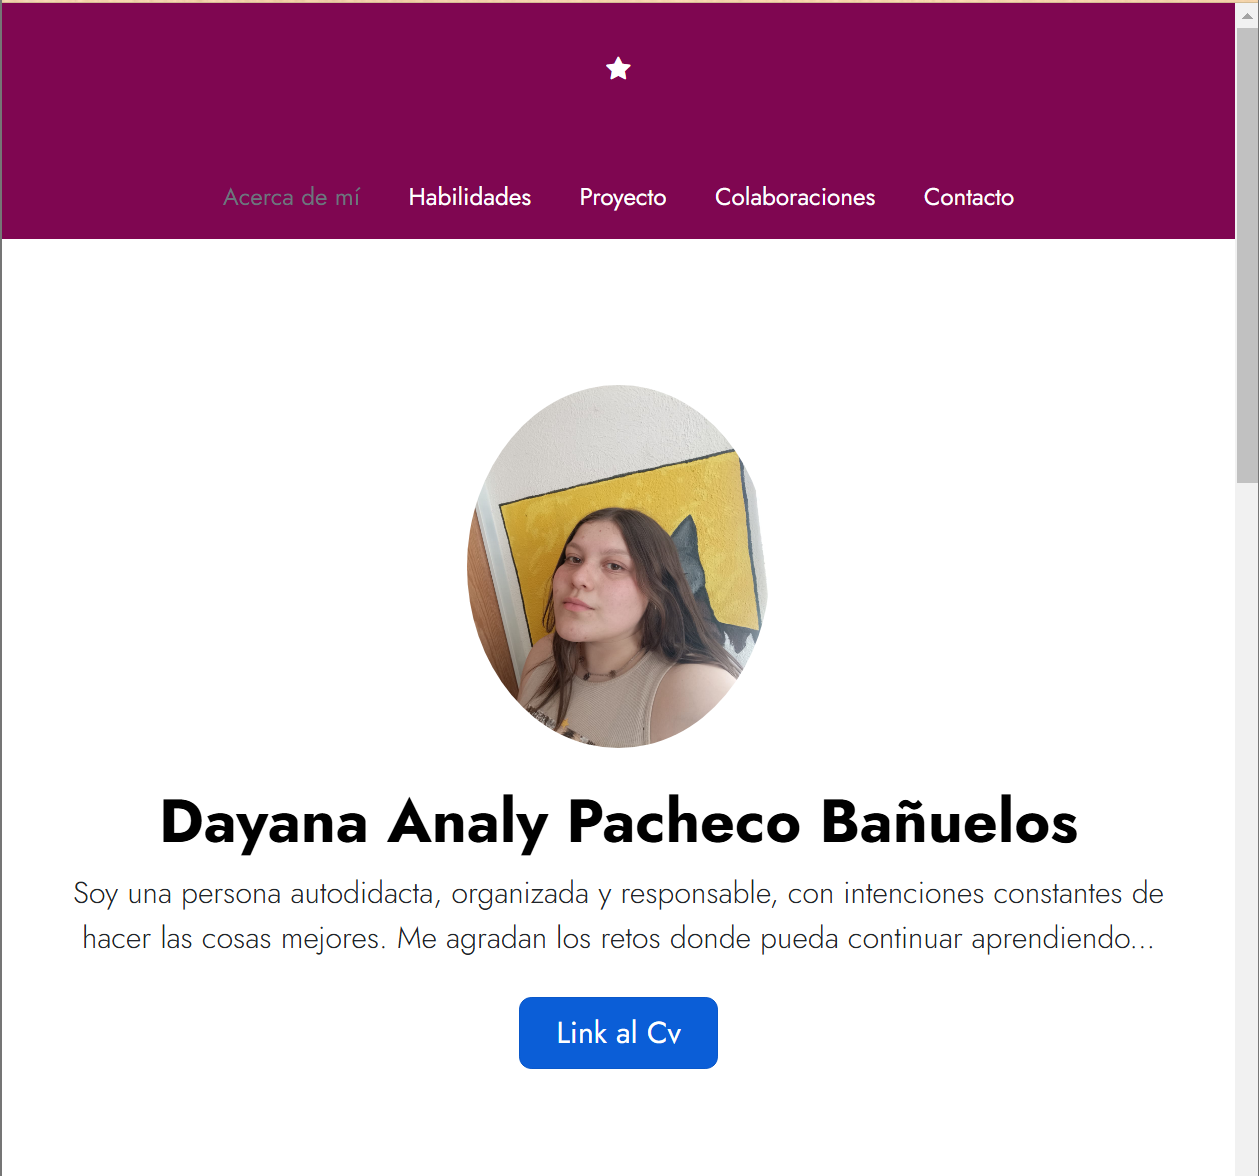 Acerca de mí Habilidades Proyecto Colaboraciones Contacto
Dayana Analy Pacheco Bañuelos
Soy una persona autodidacta, organizada y responsable, con intenciones constantes de
hacer las cosas mejores. Me agradan los retos donde pueda continuar aprendiendo...
Link al Cv